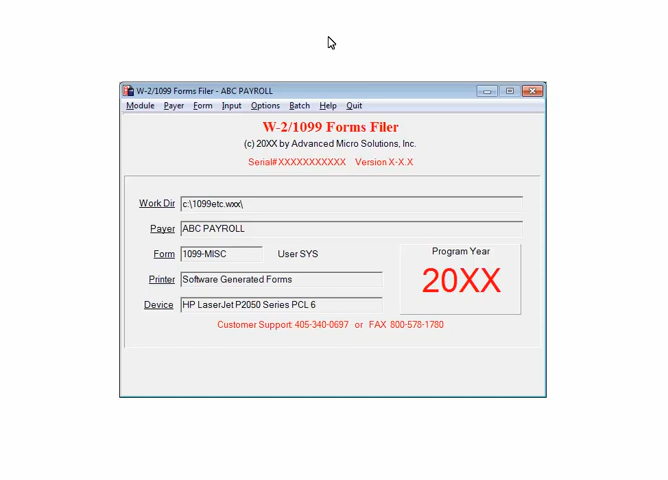 W-2/1099 Forms Filer - ABC PAYROLL
Module Payer Form Input Options Batch Help Quit
W-2/1099 Forms Filer
(c) 20XX by Advanced Micro Solutions, Inc.
Serial#XXXXXXXXXXX Version X-X.X
Work Dir c:\1099etc.wxx\
Payer ABC PAYROLL
Form 1099-MISC User SYS
Program Year
20XX
Printer Software Generated Forms
Device HP LaserJet P2050 Series PCL 6
Customer Support: 405-340-0697 or FAX 800-578-1780